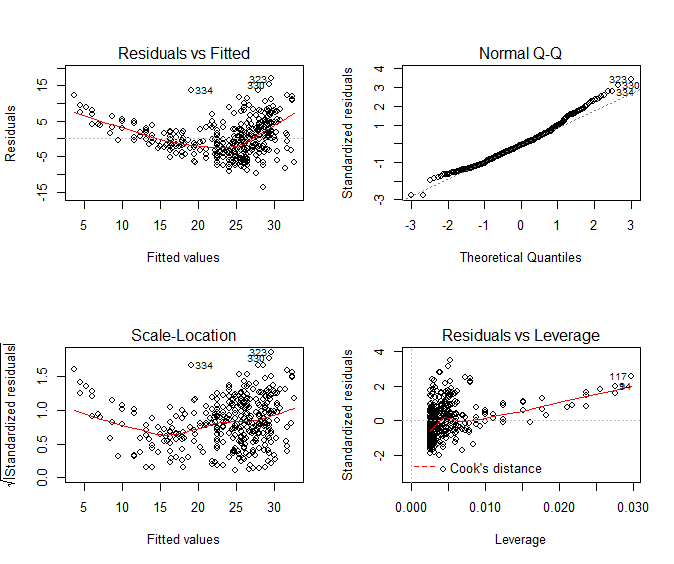 Residuals vs Fitted
Residuals
15
5
-5
-15
323
330
334
5 10 15 20 25 30
Fitted values
Normal Q-Q
Standardized residuals
4
3
2
1
-1
-3
323
330
334
-3 -2 -1 0 1 2 3
Theoretical Quantiles
Scale-Location
√|Standardized residuals|
1.5
1.0
0.5
0.0
323
330
334
5 10 15 20 25 30
Fitted values
Residuals vs Leverage
Standardized residuals
4
2
0
-2
117
94
Cook's distance
0.000 0.010 0.020 0.030
Leverage